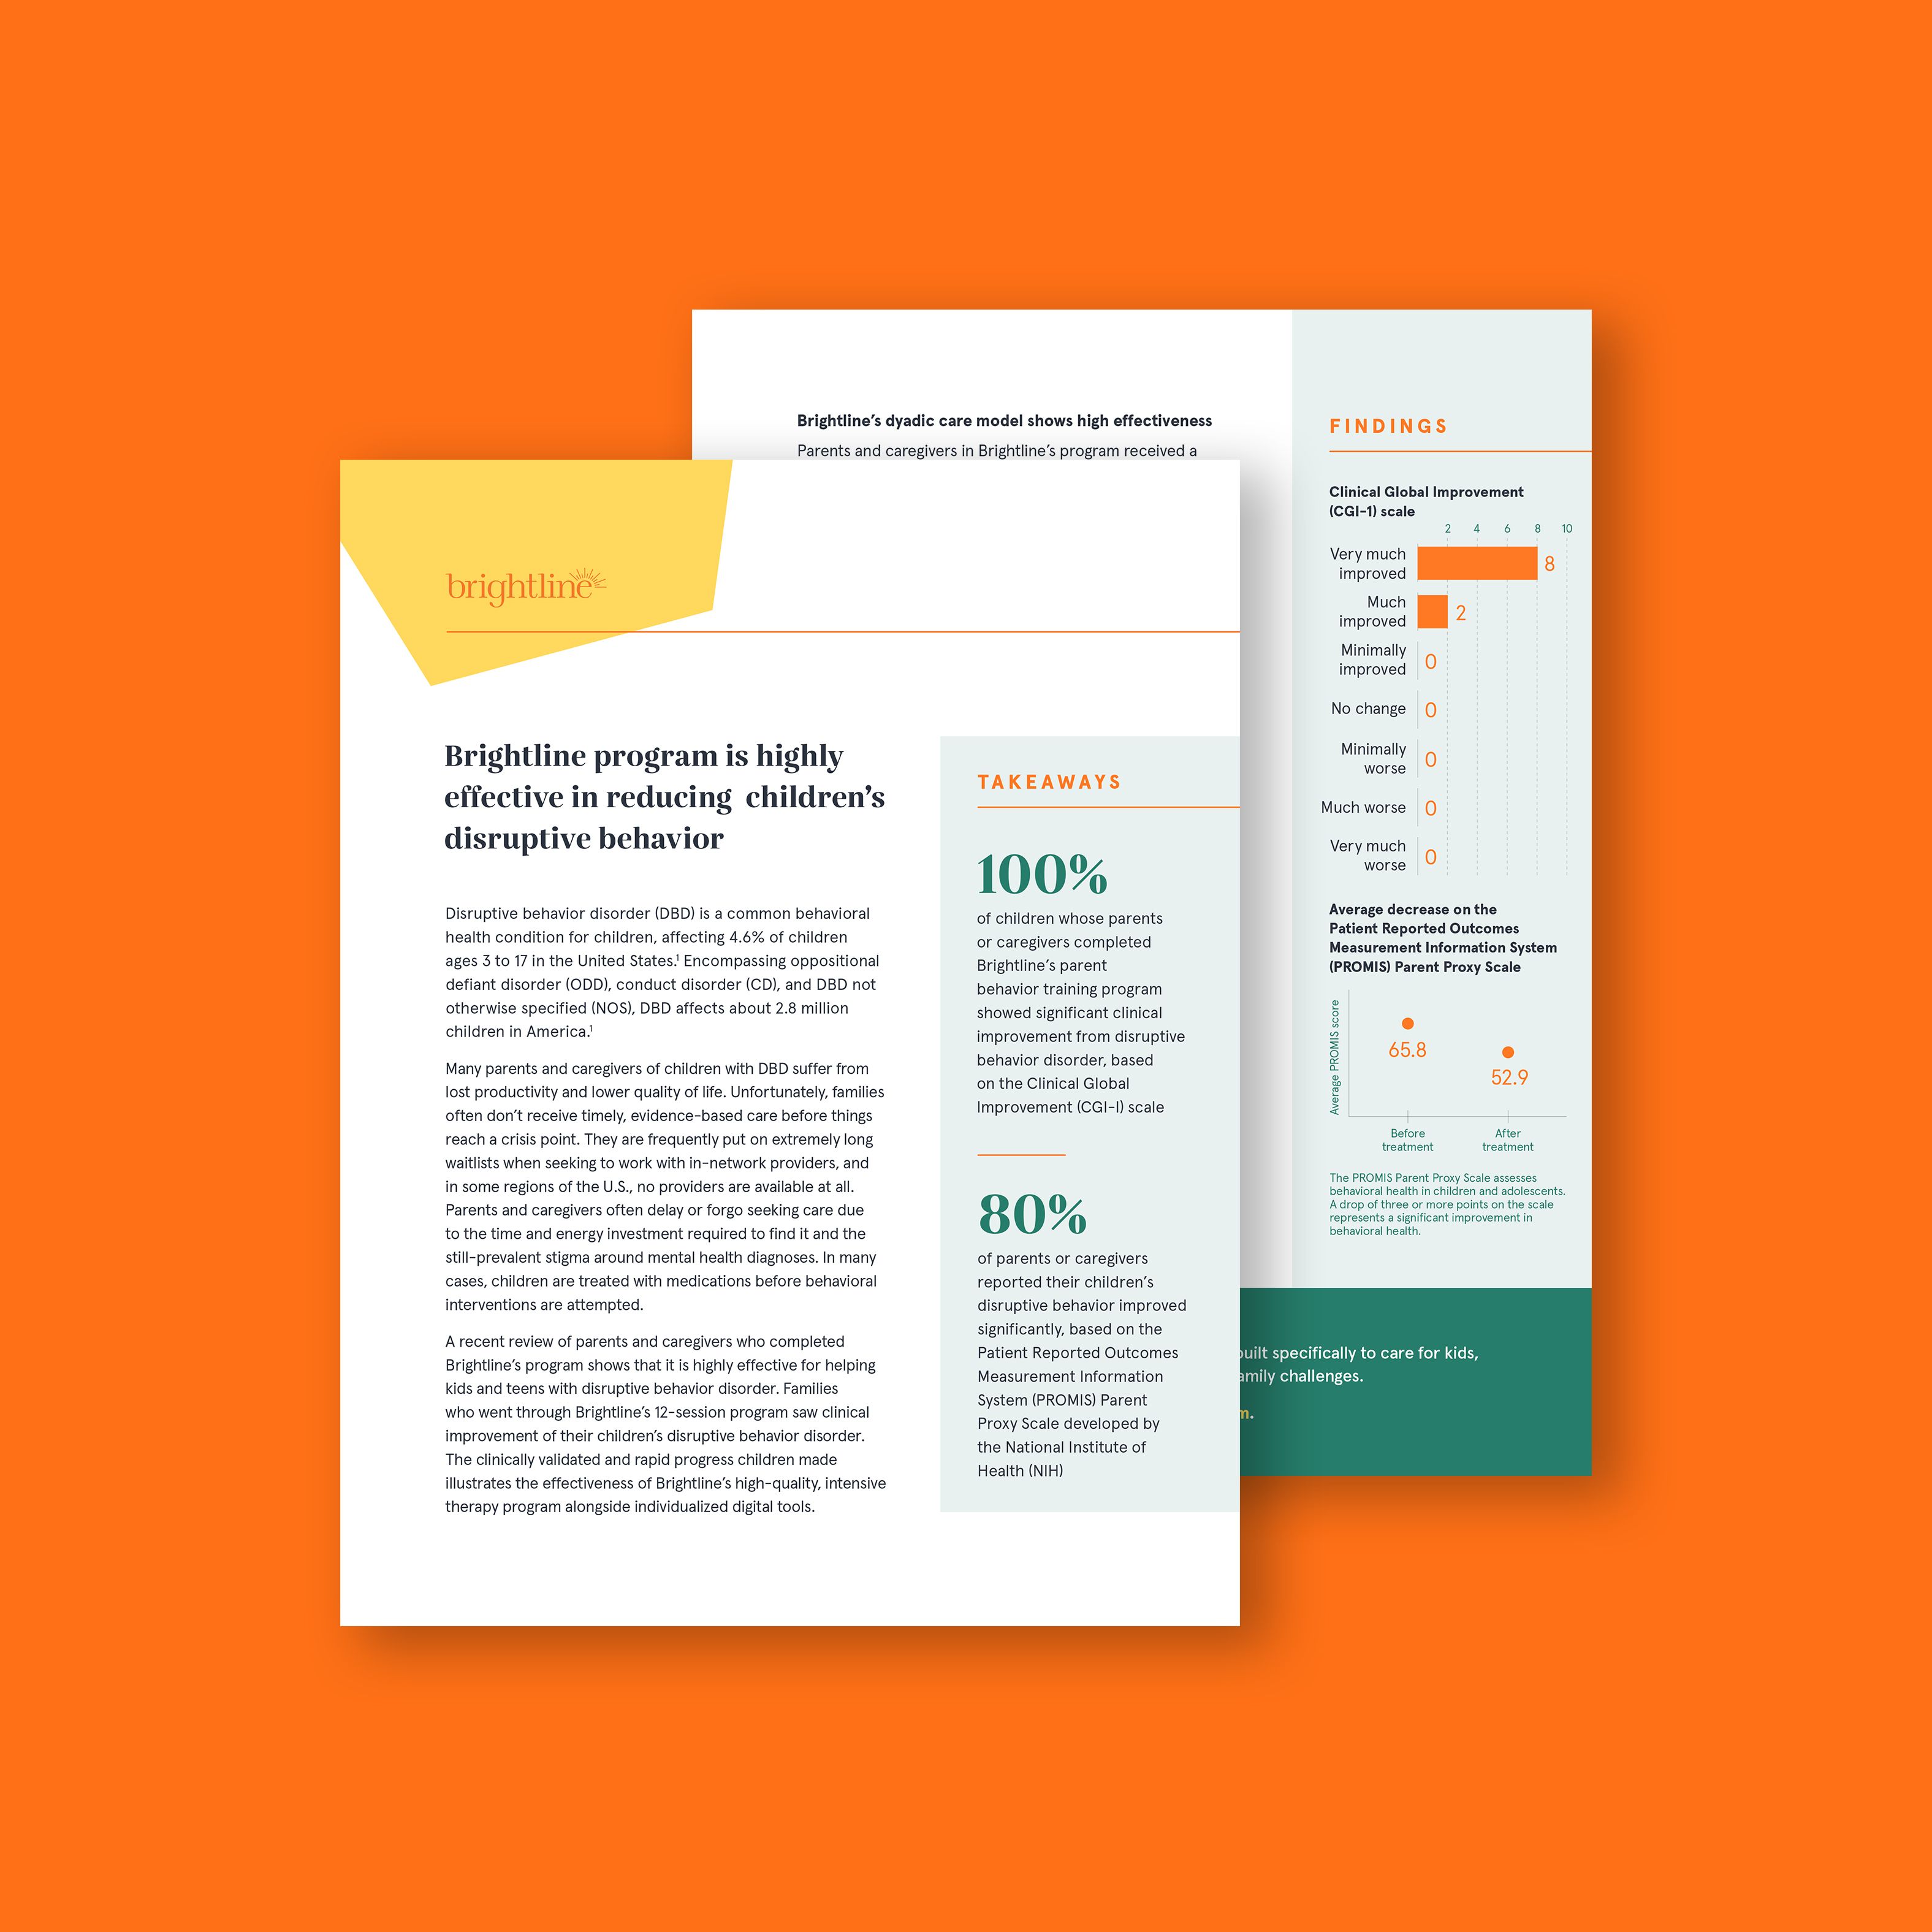 Brightline’s dyadic care model shows high effectiveness
Parents and caregivers in Brightline’s program received a
FINDINGS
Clinical Global Improvement
(CGI-1) scale
2 4 6 8 10
Very much
improved
8
Much
improved
2
Minimally
improved
0
No change
0
Minimally
worse
0
Much worse
0
Very much
worse
0
Average decrease on the
Patient Reported Outcomes
Measurement Information System
(PROMIS) Parent Proxy Scale
Average PROMIS score
65.8
52.9
Before
treatment
After
treatment
The PROMIS Parent Proxy Scale assesses
behavioral health in children and adolescents.
A drop of three or more points on the scale
represents a significant improvement in
behavioral health.
specifically to care for kids,
challenges.
brightline
Brightline program is highly
effective in reducing  children’s
disruptive behavior
Disruptive behavior disorder (DBD) is a common behavioral
health condition for children, affecting 4.6% of children
ages 3 to 17 in the United States.¹ Encompassing oppositional
defiant disorder (ODD), conduct disorder (CD), and DBD not
otherwise specified (NOS), DBD affects about 2.8 million
children in America.¹
Many parents and caregivers of children with DBD suffer from
lost productivity and lower quality of life. Unfortunately, families
often don’t receive timely, evidence-based care before things
reach a crisis point. They are frequently put on extremely long
waitlists when seeking to work with in-network providers, and
in some regions of the U.S., no providers are available at all.
Parents and caregivers often delay or forgo seeking care due
to the time and energy investment required to find it and the
still-prevalent stigma around mental health diagnoses. In many
cases, children are treated with medications before behavioral
interventions are attempted.
A recent review of parents and caregivers who completed
Brightline’s program shows that it is highly effective for helping
kids and teens with disruptive behavior disorder. Families
who went through Brightline’s 12-session program saw clinical
improvement of their children’s disruptive behavior disorder.
The clinically validated and rapid progress children made
illustrates the effectiveness of Brightline’s high-quality, intensive
therapy program alongside individualized digital tools.
TAKEAWAYS
100%
of children whose parents
or caregivers completed
Brightline’s parent
behavior training program
showed significant clinical
improvement from disruptive
behavior disorder, based
on the Clinical Global
Improvement (CGI-I) scale
80%
of parents or caregivers
reported their children’s
disruptive behavior improved
significantly, based on the
Patient Reported Outcomes
Measurement Information
System (PROMIS) Parent
Proxy Scale developed by
the National Institute of
Health (NIH)